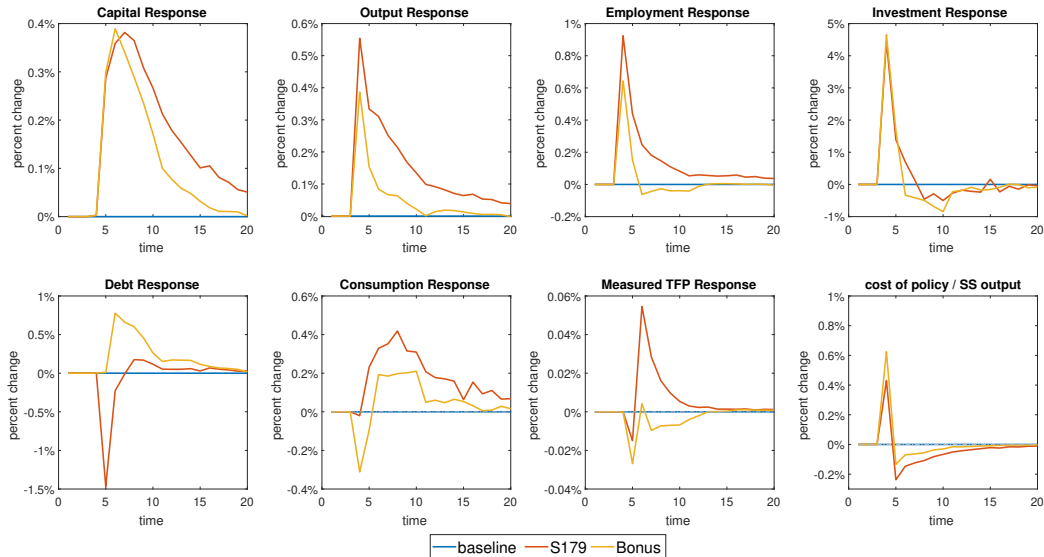 Capital Response
0.4%
0.3%
0.2%
0.1%
0%
0 5 10 15 20
percent change
time
Output Response
0.6%
0.5%
0.4%
0.3%
0.2%
0.1%
0%
0 5 10 15 20
percent change
time
Employment Response
1%
0.8%
0.6%
0.4%
0.2%
0%
-0.2%
0 5 10 15 20
percent change
time
Investment Response
5%
4%
3%
2%
1%
0%
-1%
0 5 10 15 20
percent change
time
Debt Response
1%
0.5%
0%
-0.5%
-1%
-1.5%
0 5 10 15 20
percent change
time
Consumption Response
0.6%
0.4%
0.2%
0%
-0.2%
-0.4%
0 5 10 15 20
percent change
time
Measured TFP Response
0.06%
0.04%
0.02%
0%
-0.02%
-0.04%
0 5 10 15 20
percent change
time
cost of policy / SS output
1%
0.8%
0.6%
0.4%
0.2%
0%
-0.2%
0 5 10 15 20
percent change
time
baseline S179 Bonus